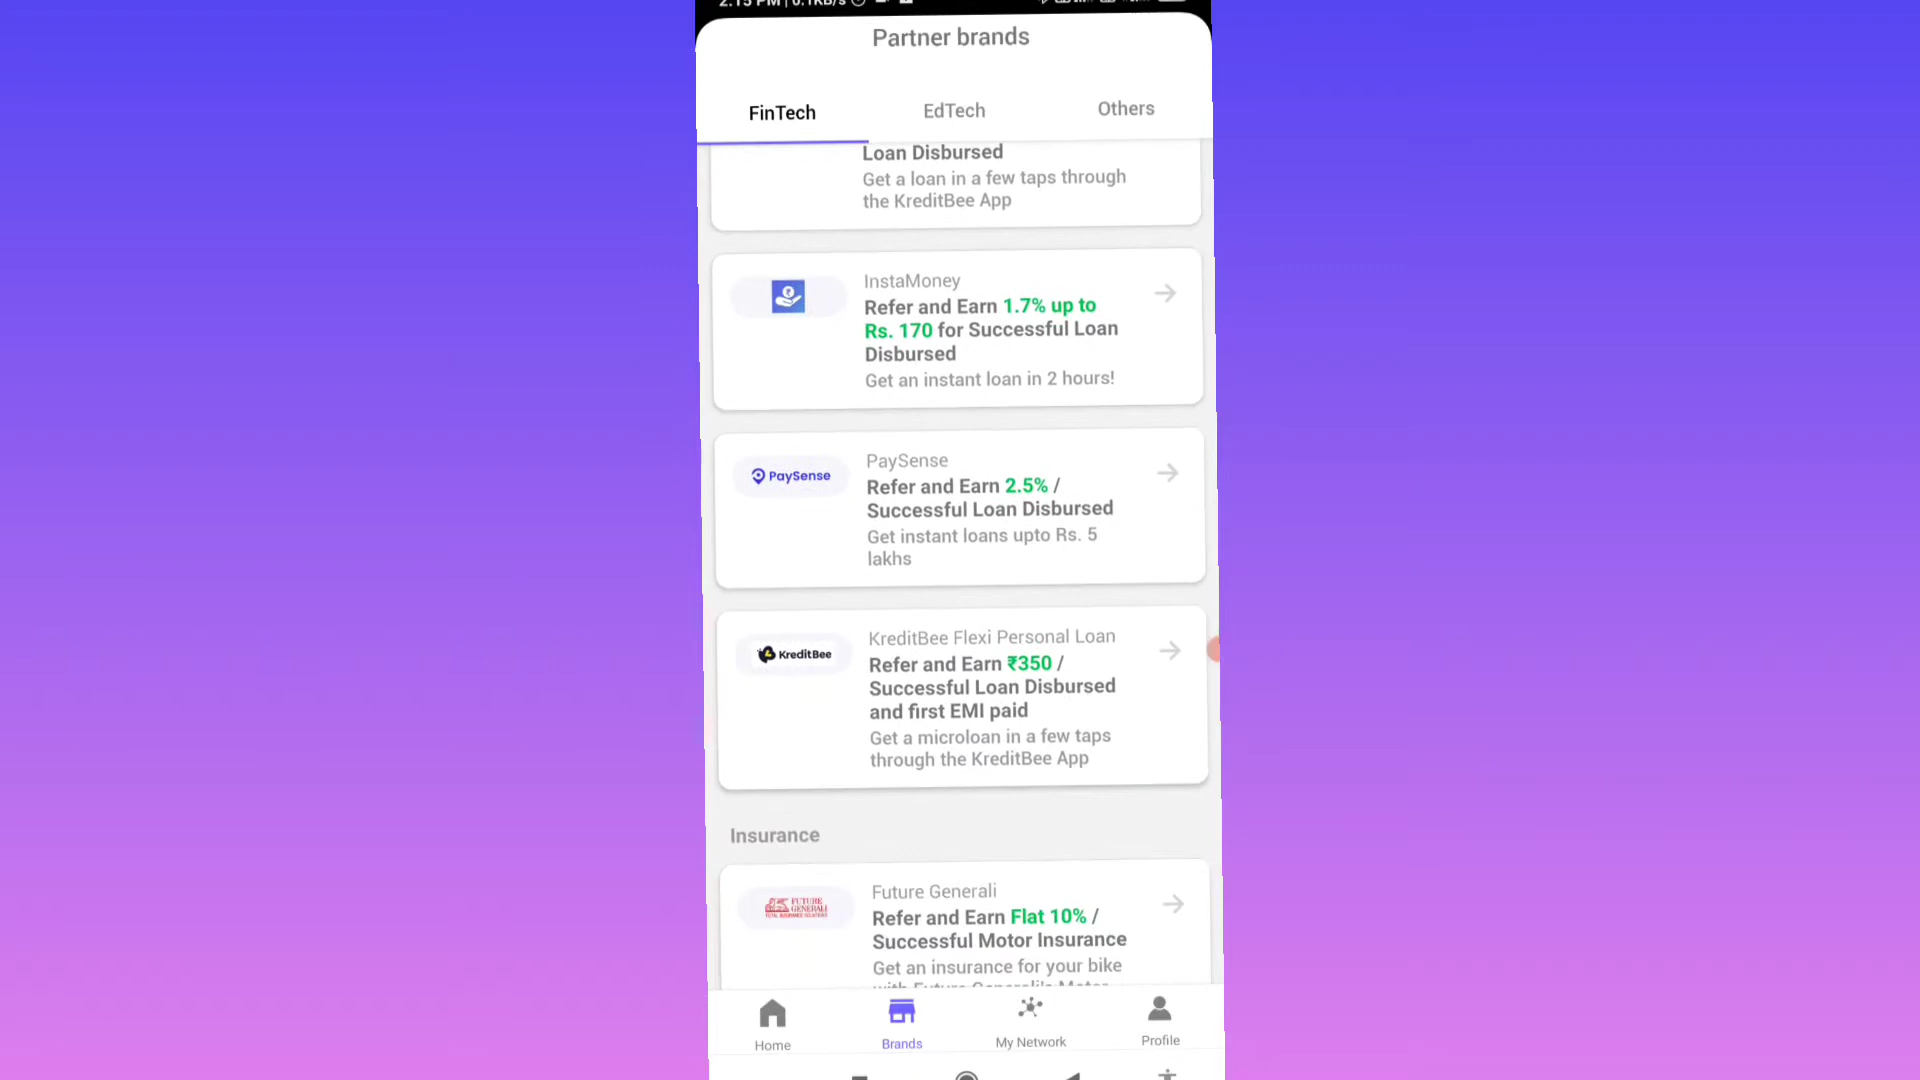 2:15 PM | 0.1KB/s
Partner brands
FinTech
EdTech
Others
Loan Disbursed
Get a loan in a few taps through
the KreditBee App
InstaMoney
Refer and Earn 1.7% up to
Rs. 170 for Successful Loan
Disbursed
Get an instant loan in 2 hours!
PaySense
PaySense
Refer and Earn 2.5% /
Successful Loan Disbursed
Get instant loans upto Rs. 5
lakhs
KreditBee
KreditBee Flexi Personal Loan
Refer and Earn ₹350 /
Successful Loan Disbursed
and first EMI paid
Get a microloan in a few taps
through the KreditBee App
Insurance
FUTURE
GENERALI
TOTAL INSURANCE SOLUTIONS
Future Generali
Refer and Earn Flat 10% /
Successful Motor Insurance
Get an insurance for your bike
with Future Generali's Motor
Home
Brands
My Network
Profile